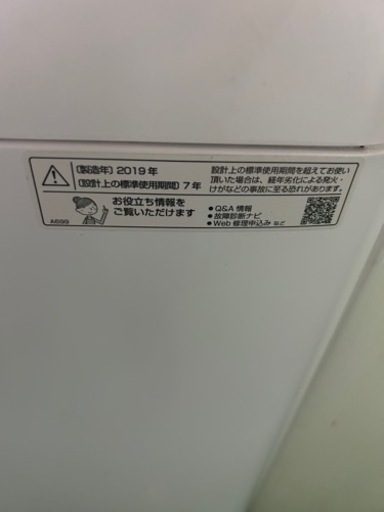 〔製造年〕2019年
〔設計上の標準使用期間〕7年
設計上の標準使用期間を超えてお使い
頂いた場合は、経年劣化による発火・
けがなどの事故に至る恐れがあります。
お役立ち情報を
ご覧いただけます
●Q&A情報
●故障診断ナビ
●Web修理申込み など